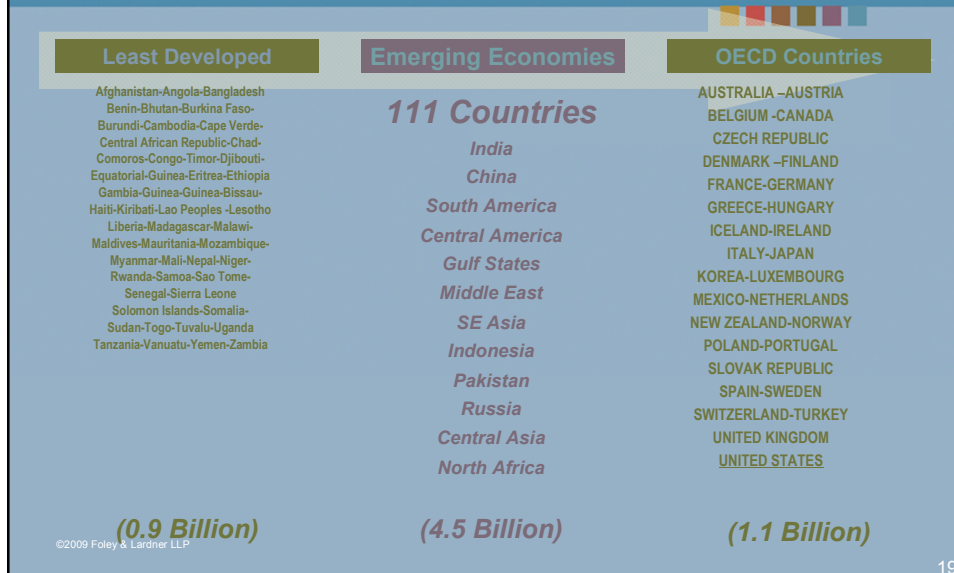 Least Developed
Afghanistan-Angola-Bangladesh
Benin-Bhutan-Burkina Faso-
Burundi-Cambodia-Cape Verde-
Central African Republic-Chad-
Comoros-Congo-Timor-Djibouti-
Equatorial-Guinea-Eritrea-Ethiopia
Gambia-Guinea-Guinea-Bissau-
Haiti-Kiribati-Lao Peoples -Lesotho
Liberia-Madagascar-Malawi-
Maldives-Mauritania-Mozambique-
Myanmar-Mali-Nepal-Niger-
Rwanda-Samoa-Sao Tome-
Senegal-Sierra Leone
Solomon Islands-Somalia-
Sudan-Togo-Tuvalu-Uganda
Tanzania-Vanuatu-Yemen-Zambia
(0.9 Billion)
Emerging Economies
111 Countries
India
China
South America
Central America
Gulf States
Middle East
SE Asia
Indonesia
Pakistan
Russia
Central Asia
North Africa
(4.5 Billion)
OECD Countries
AUSTRALIA –AUSTRIA
BELGIUM -CANADA
CZECH REPUBLIC
DENMARK –FINLAND
FRANCE-GERMANY
GREECE-HUNGARY
ICELAND-IRELAND
ITALY-JAPAN
KOREA-LUXEMBOURG
MEXICO-NETHERLANDS
NEW ZEALAND-NORWAY
POLAND-PORTUGAL
SLOVAK REPUBLIC
SPAIN-SWEDEN
SWITZERLAND-TURKEY
UNITED KINGDOM
UNITED STATES
(1.1 Billion)
©2009 Foley & Lardner LLP
19